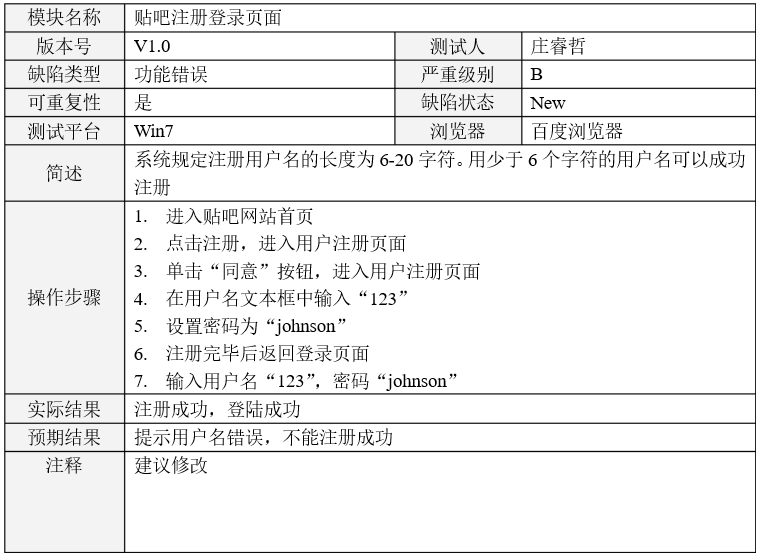 模块名称 贴吧注册登录页面
版本号 V1.0 测试人 庄睿哲
缺陷类型 功能错误 严重级别 B
可重复性 是 缺陷状态 New
测试平台 Win7 浏览器 百度浏览器
简述 系统规定注册用户名的长度为 6-20 字符。用少于 6 个字符的用户名可以成功
注册
操作步骤
1. 进入贴吧网站首页
2. 点击注册，进入用户注册页面
3. 单击“同意”按钮，进入用户注册页面
4. 在用户名文本框中输入“123”
5. 设置密码为“johnson”
6. 注册完毕后返回登录页面
7. 输入用户名“123”，密码“johnson”
实际结果 注册成功，登陆成功
预期结果 提示用户名错误，不能注册成功
注释 建议修改